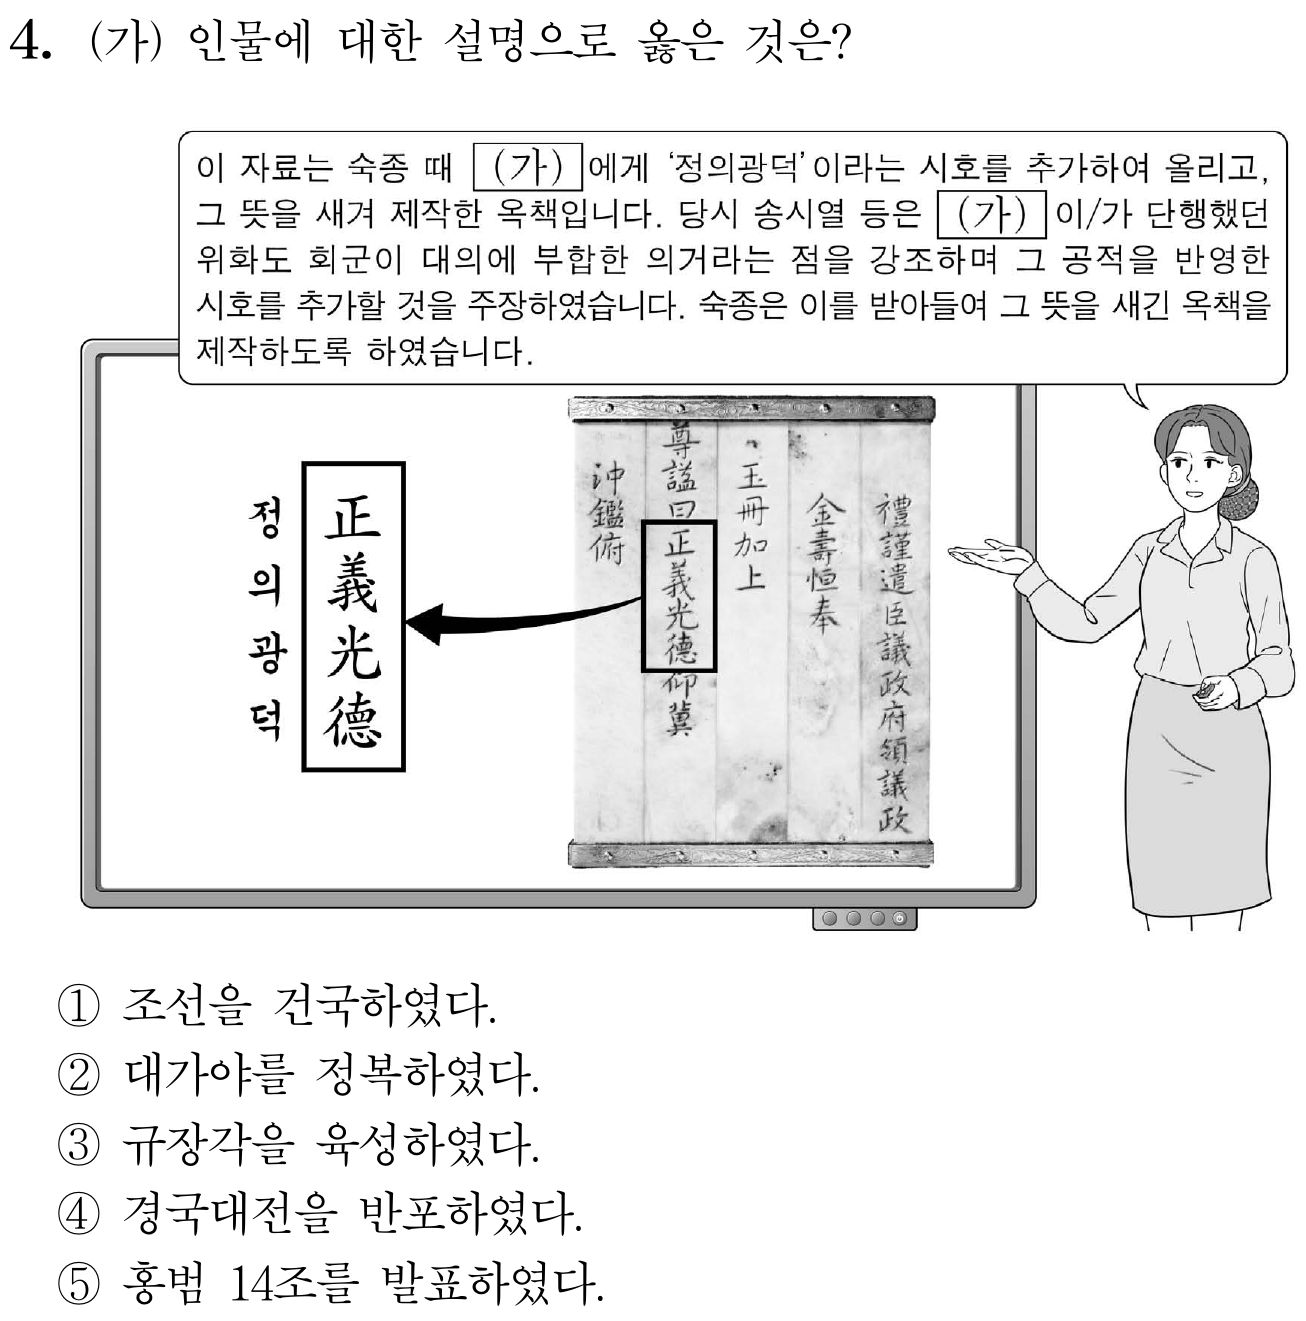 4. (가) 인물에 대한 설명으로 옳은 것은?
이 자료는 숙종 때 (가) 에게 ‘정의광덕’이라는 시호를 추가하여 올리고,
그 뜻을 새겨 제작한 옥책입니다. 당시 송시열 등은 (가) 이/가 단행했던
위화도 회군이 대의에 부합한 의거라는 점을 강조하며 그 공적을 반영한
시호를 추가할 것을 주장하였습니다. 숙종은 이를 받아들여 그 뜻을 새긴 옥책을
제작하도록 하였습니다.
정의광덕
正義光德
禮謹遣臣議政府領議政
金壽恒奉
玉冊加上
尊諡曰正義光德仰冀
沖鑑俯
① 조선을 건국하였다.
② 대가야를 정복하였다.
③ 규장각을 육성하였다.
④ 경국대전을 반포하였다.
⑤ 홍범 14조를 발표하였다.